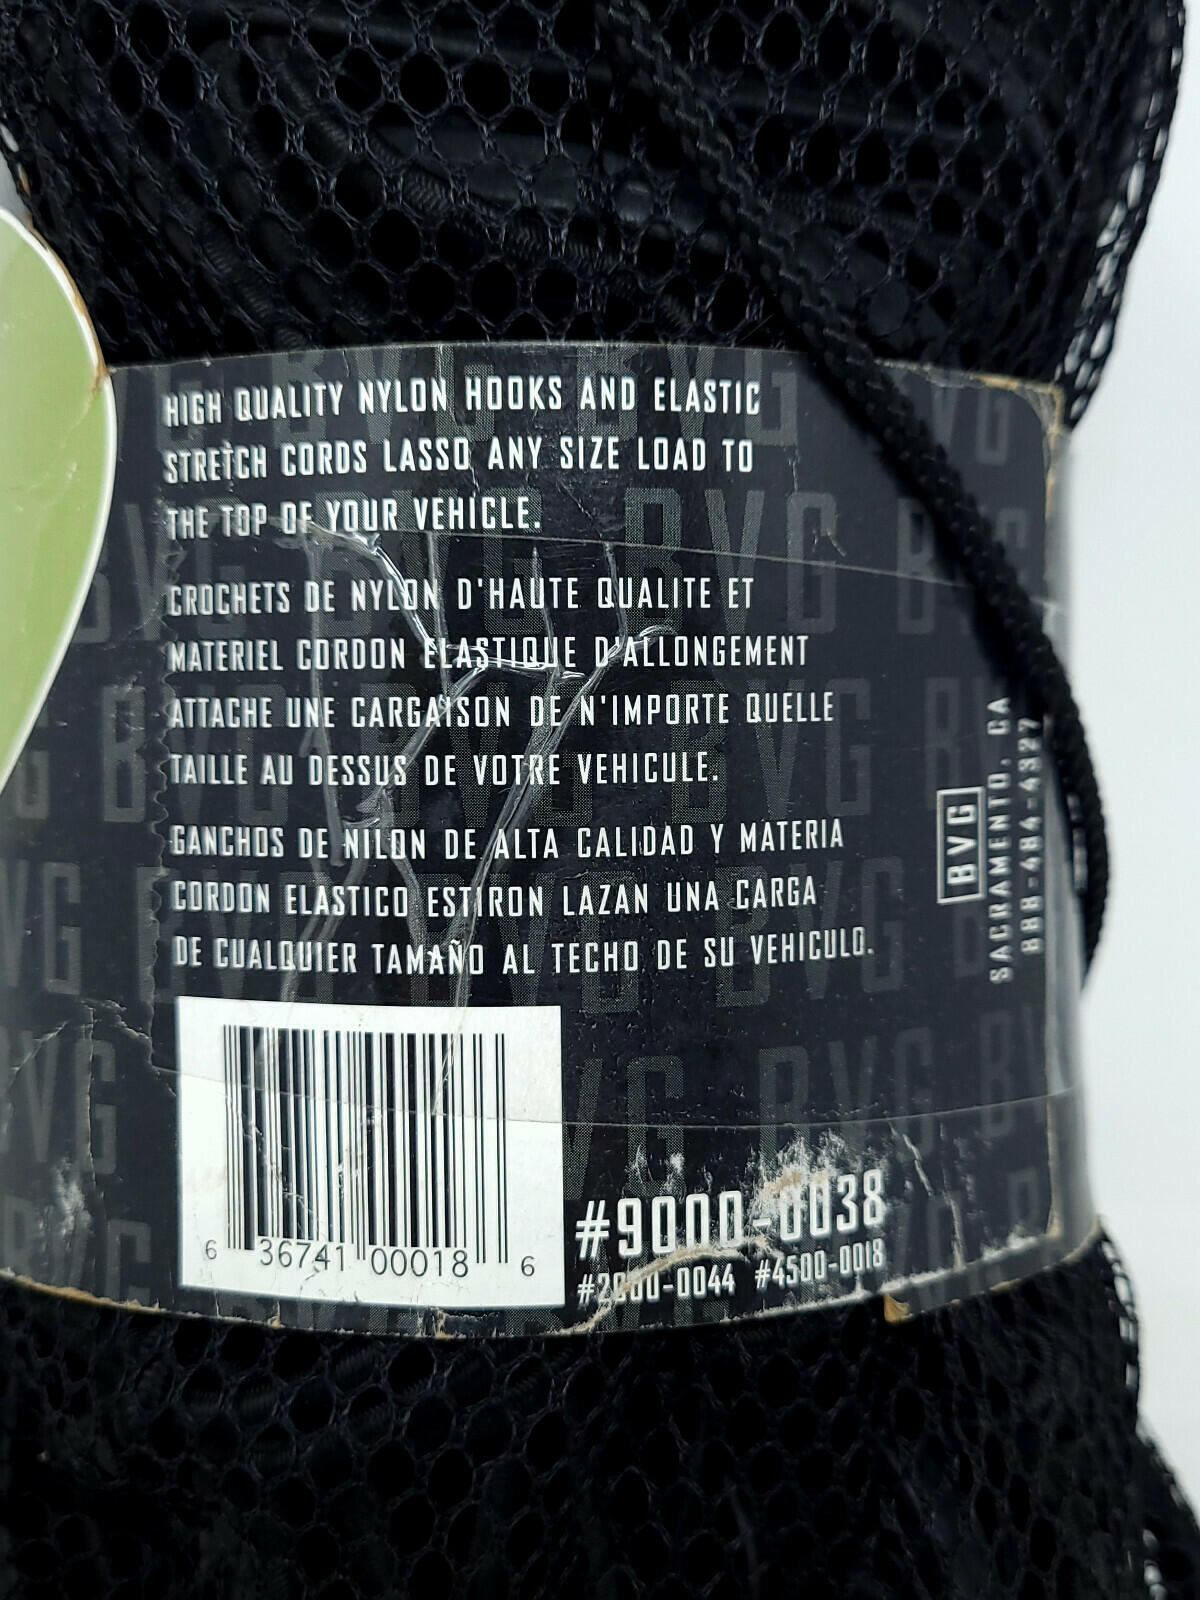 HIGH QUALITY NYLON HOOKS AND ELASTIC
STRETCH CORDS LASSO ANY SIZE LOAD TO
THE TOP OF YOUR VEHICLE.
CROCHETS DE NYLON D'HAUTE QUALITE ET
MATERIEL CORDON ELASTIQUE D'ALLONGEMENT
ATTACHE UNE CARGAISON DE N'IMPORTE QUELLE
TAILLE AU DESSUS DE VOTRE VEHICULE.
GANCHOS DE NILON DE ALTA CALIDAD Y MATERIA
CORDON ELASTICO ESTIRON LAZAN UNA CARGA
DE CUALQUIER TAMAÑO AL TECHO DE SU VEHICULO.
BVG
SACRAMENTO, CA
888-484-4327
6 36741 00018 6
#9000-0038
#2000-0044 #4500-0018